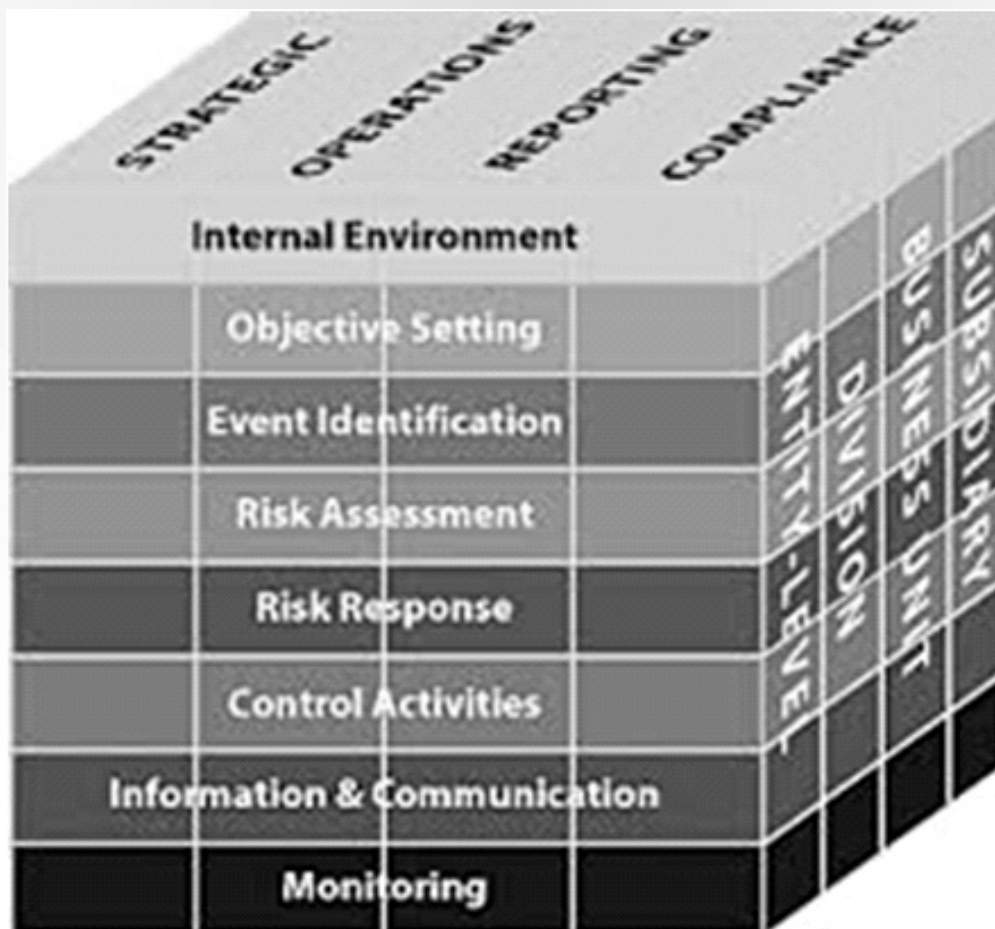 STRATEGIC
OPERATIONS
REPORTING
COMPLIANCE
Internal Environment
Objective Setting
Event Identification
Risk Assessment
Risk Response
Control Activities
Information & Communication
Monitoring
ENTITY-LEVEL
DIVISION
BUSINESS UNIT
SUBSIDIARY